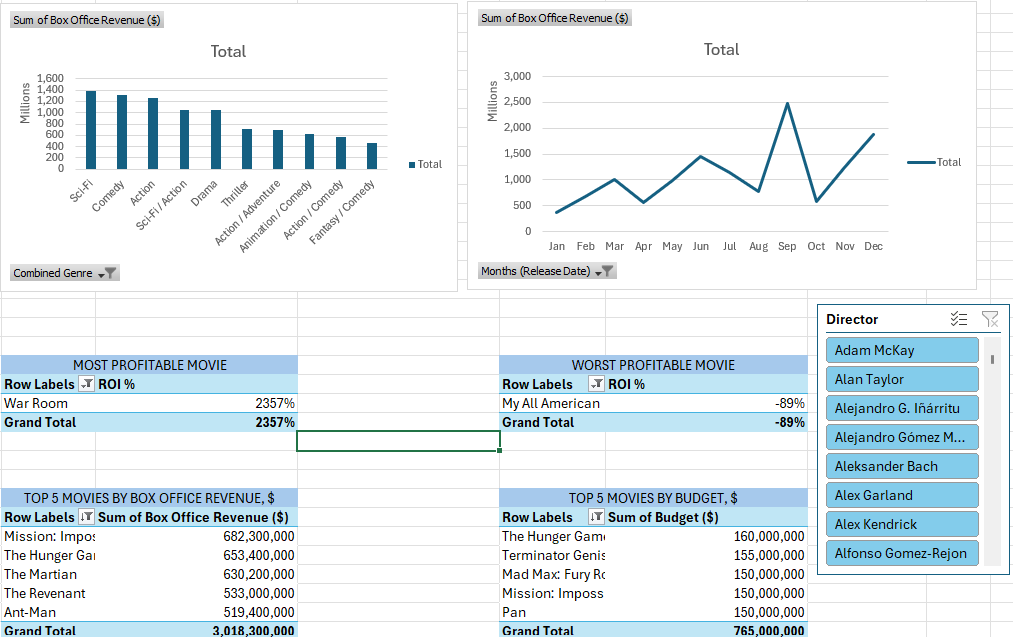 Sum of Box Office Revenue ($)
Total
Millions
1,600
1,400
1,200
1,000
800
600
400
200
0
Sci-Fi
Comedy
Action
Sci-Fi / Action
Drama
Thriller
Action / Adventure
Animation / Comedy
Action / Comedy
Fantasy / Comedy
Total
Combined Genre
Sum of Box Office Revenue ($)
Total
Millions
3,000
2,500
2,000
1,500
1,000
500
0
Jan Feb Mar Apr May Jun Jul Aug Sep Oct Nov Dec
Total
Months (Release Date)
MOST PROFITABLE MOVIE
Row Labels ROI %
War Room 2357%
Grand Total 2357%
WORST PROFITABLE MOVIE
Row Labels ROI %
My All American -89%
Grand Total -89%
Director
Adam McKay
Alan Taylor
Alejandro G. Iñárritu
Alejandro Gómez M...
Aleksander Bach
Alex Garland
Alex Kendrick
Alfonso Gomez-Rejon
TOP 5 MOVIES BY BOX OFFICE REVENUE, $
Row Labels Sum of Box Office Revenue ($)
Mission: Impos 682,300,000
The Hunger Gar 653,400,000
The Martian 630,200,000
The Revenant 533,000,000
Ant-Man 519,400,000
Grand Total 3,018,300,000
TOP 5 MOVIES BY BUDGET, $
Row Labels Sum of Budget ($)
The Hunger Game 160,000,000
Terminator Genis 155,000,000
Mad Max: Fury Ro 150,000,000
Mission: Imposs 150,000,000
Pan 150,000,000
Grand Total 765,000,000